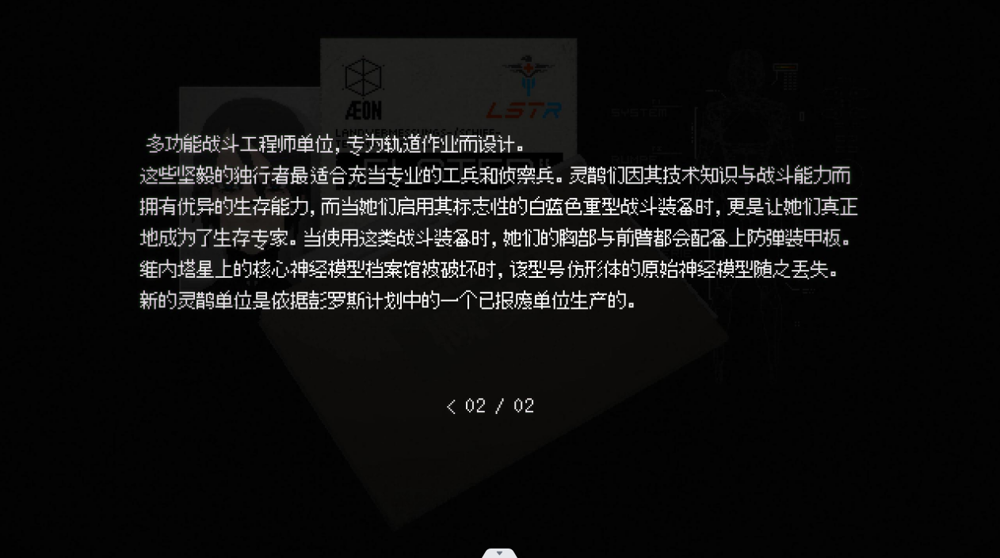 ÆON
LSTR
LANDVERMESSUNGS-/SCHIFF-
SYSTEM
多功能战斗工程师单位，专为轨道作业而设计。
这些坚毅的独行者最适合充当专业的工兵和侦察兵。灵鹊们因其技术知识与战斗能力而
拥有优异的生存能力，而当她们启用其标志性的白蓝色重型战斗装备时，更是让她们真正
地成为了生存专家。当使用这类战斗装备时，她们的胸部与前臂都会配备上防弹装甲板。
维内塔星上的核心神经模型档案馆被破坏时，该型号仿形体的原始神经模型随之丢失。
新的灵鹊单位是依据彭罗斯计划中的一个已报废单位生产的。
< 02 / 02